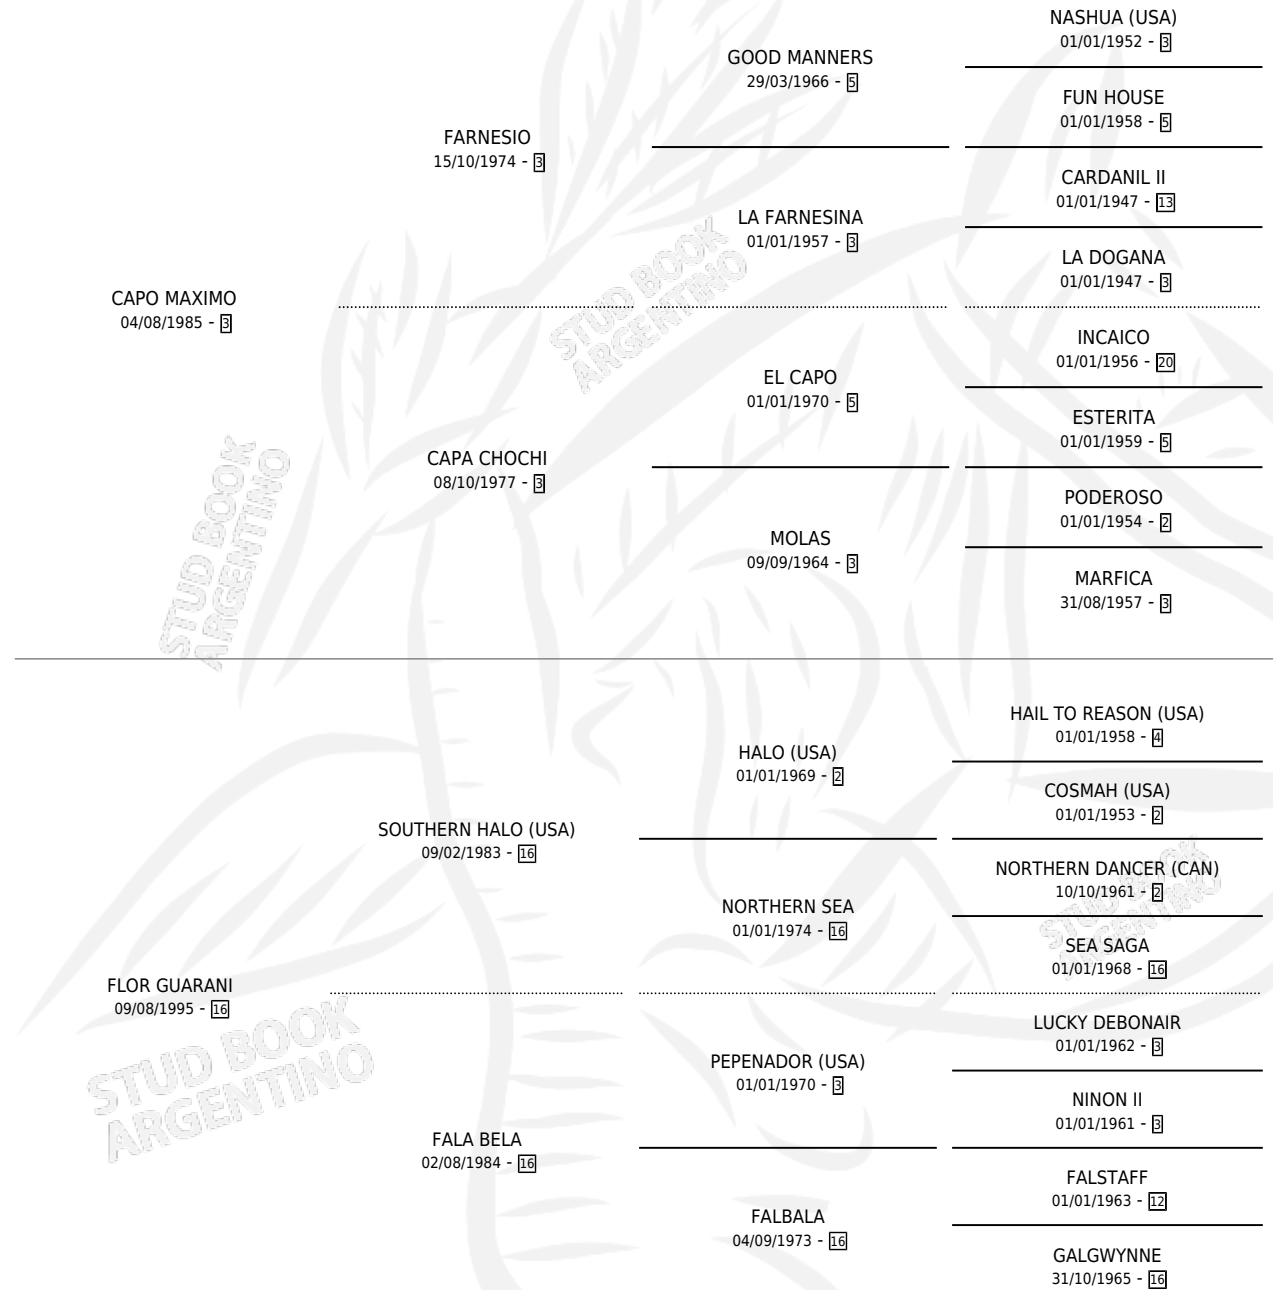 NASHUA (USA)
01/01/1952 - 3
GOOD MANNERS
29/03/1966 - 5
FUN HOUSE
01/01/1958 - 5
FARNESIO
15/10/1974 - 3
CARDANIL II
01/01/1947 - 13
LA FARNESINA
01/01/1957 - 3
LA DOGANA
01/01/1947 - 3
CAPO MAXIMO
04/08/1985 - 3
STUD BOOK
ARGENTINO
INCAICO
01/01/1956 - 20
EL CAPO
01/01/1970 - 5
ESTERITA
01/01/1959 - 5
CAPA CHOCHI
08/10/1977 - 3
PODEROSO
01/01/1954 - 2
MOLAS
09/09/1964 - 3
MARFICA
31/08/1957 - 3
STUD BOOK
ARGENTINO
HAIL TO REASON (USA)
01/01/1958 - 4
HALO (USA)
01/01/1969 - 2
COSMAH (USA)
01/01/1953 - 2
SOUTHERN HALO (USA)
09/02/1983 - 16
NORTHERN DANCER (CAN)
10/10/1961 - 2
NORTHERN SEA
01/01/1974 - 16
STUD BOOK
ARGENTINO
SEA SAGA
01/01/1968 - 16
FLOR GUARANI
09/08/1995 - 16
STUD BOOK
ARGENTINO
LUCKY DEBONAIR
01/01/1962 - 3
PEPENADOR (USA)
01/01/1970 - 3
NINON II
01/01/1961 - 3
FALA BELA
02/08/1984 - 16
FALSTAFF
01/01/1963 - 12
FALBALA
04/09/1973 - 16
GALGWYNNE
31/10/1965 - 16